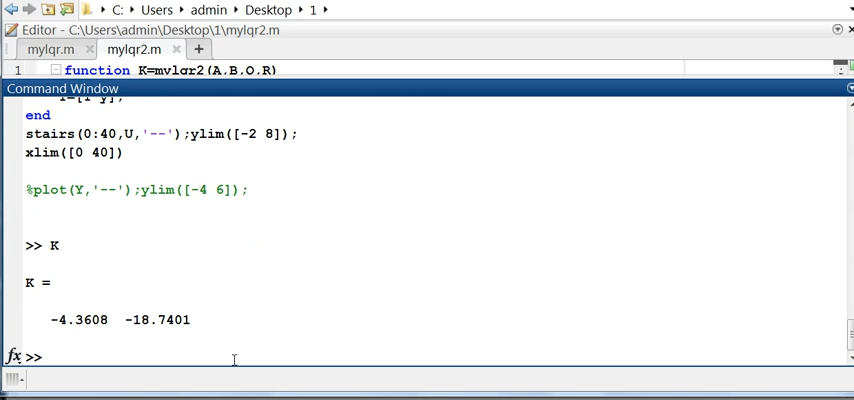 C: Users admin Desktop 1
Editor - C:\Users\admin\Desktop\1\mylqr2.m
mylqr.m mylqr2.m +
1 function K=mylqr2(A,B,Q,R)
Command Window
Y=[Y y];
end
stairs(0:40,U,'--');ylim([-2 8]);
xlim([0 40])
%plot(Y,'--');ylim([-4 6]);
>> K
K =
-4.3608 -18.7401
fx >>